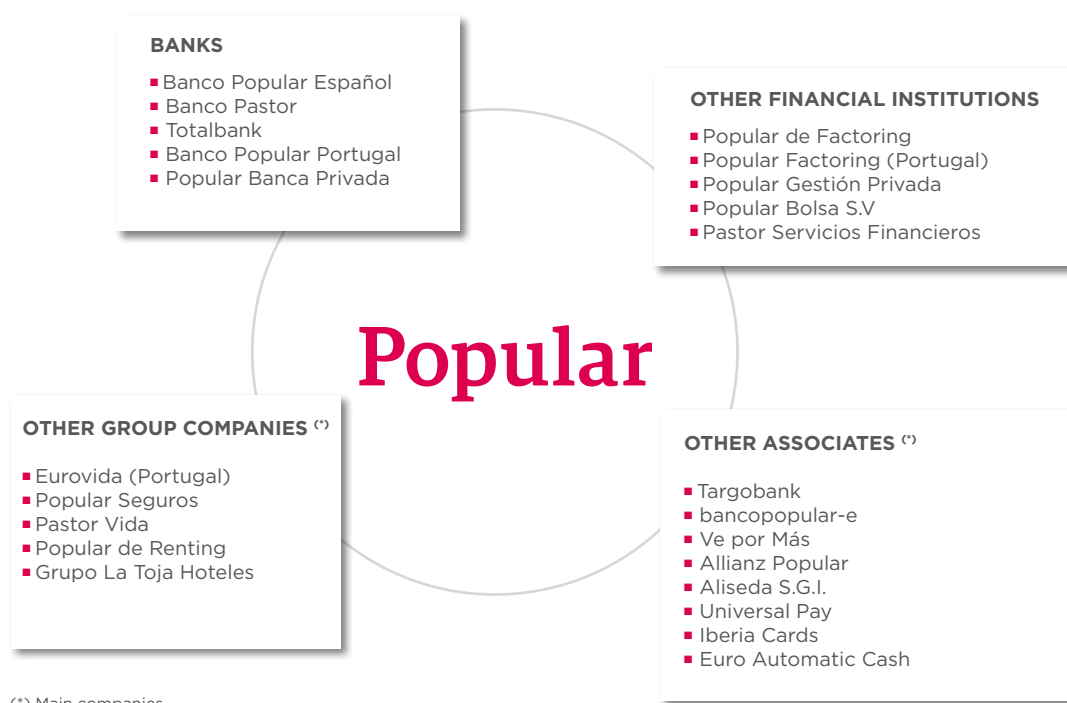 BANKS
▪ Banco Popular Español
▪ Banco Pastor
▪ Totalbank
▪ Banco Popular Portugal
▪ Popular Banca Privada
OTHER FINANCIAL INSTITUTIONS
▪ Popular de Factoring
▪ Popular Factoring (Portugal)
▪ Popular Gestión Privada
▪ Popular Bolsa S.V
▪ Pastor Servicios Financieros
Popular
OTHER GROUP COMPANIES (*)
▪ Eurovida (Portugal)
▪ Popular Seguros
▪ Pastor Vida
▪ Popular de Renting
▪ Grupo La Toja Hoteles
OTHER ASSOCIATES (*)
▪ Targobank
▪ bancopopular-e
▪ Ve por Más
▪ Allianz Popular
▪ Aliseda S.G.I.
▪ Universal Pay
▪ Iberia Cards
▪ Euro Automatic Cash
(*) Main companies